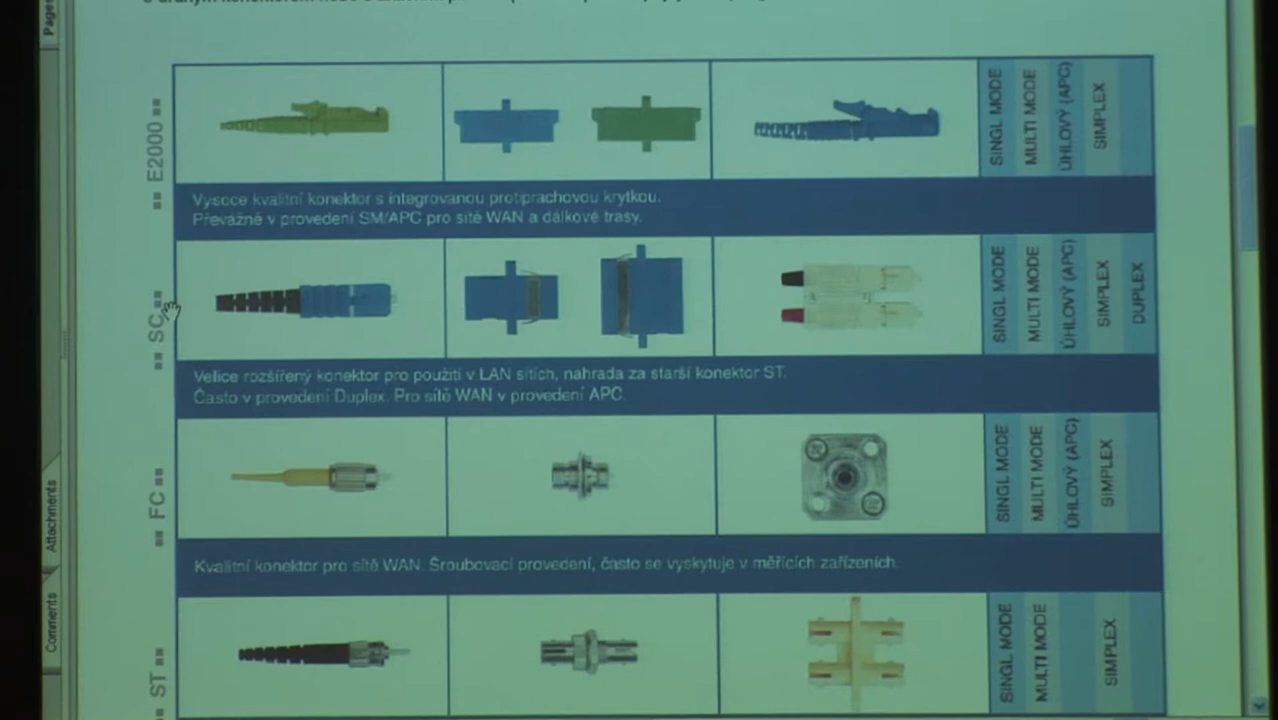 Pages
E2000
SINGL MODE
MULTI MODE
ÚHLOVÝ (APC)
SIMPLEX
Vysoce kvalitní konektor s integrovanou protiprachovou krytkou.
Převážně v provedení SM/APC pro sítě WAN a dálkové trasy.
SC
SINGL MODE
MULTI MODE
ÚHLOVÝ (APC)
SIMPLEX
DUPLEX
Velice rozšířený konektor pro použití v LAN sítích, náhrada za starší konektor ST.
Často v provedení Duplex. Pro sítě WAN v provedení APC.
Attachments
FC
SINGL MODE
MULTI MODE
ÚHLOVÝ (APC)
SIMPLEX
Kvalitní konektor pro sítě WAN. Šroubovací provedení, často se vyskytuje v měřících zařízeních.
Comments
ST
SINGL MODE
MULTI MODE
SIMPLEX